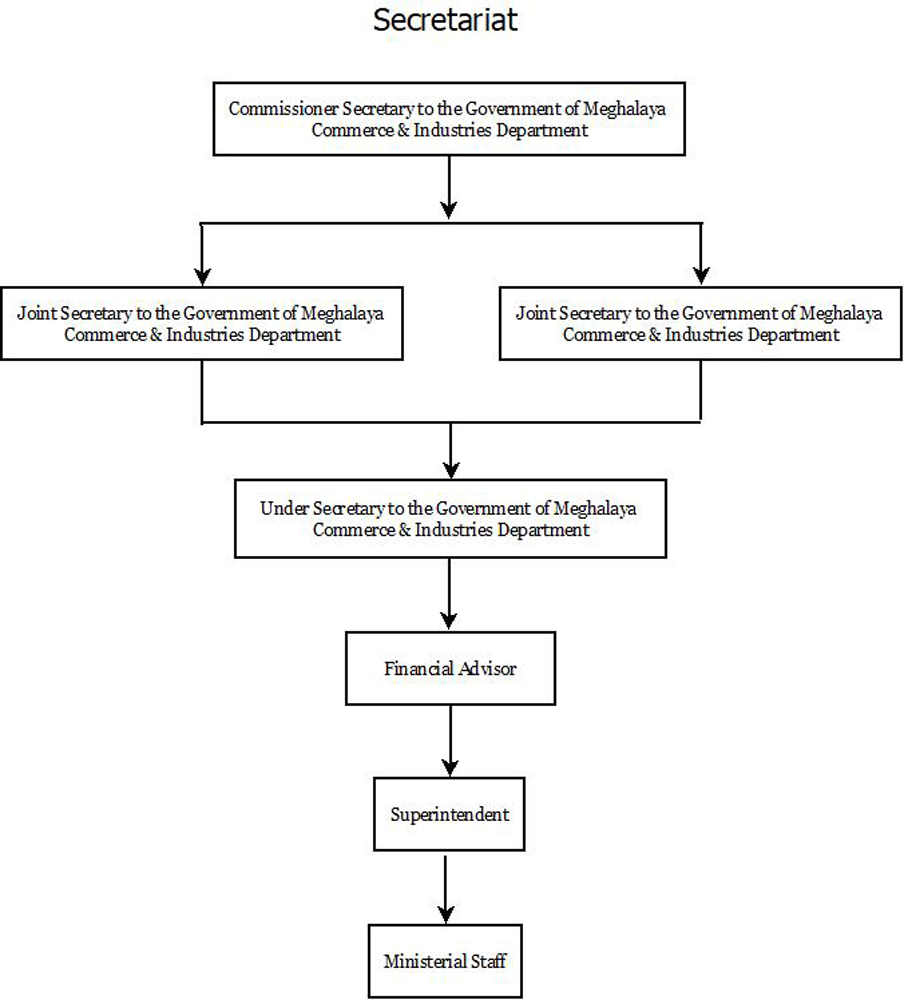 Secretariat
Commissioner Secretary to the Government of Meghalaya
Commerce & Industries Department
Joint Secretary to the Government of Meghalaya
Commerce & Industries Department
Joint Secretary to the Government of Meghalaya
Commerce & Industries Department
Under Secretary to the Government of Meghalaya
Commerce & Industries Department
Financial Advisor
Superintendent
Ministerial Staff